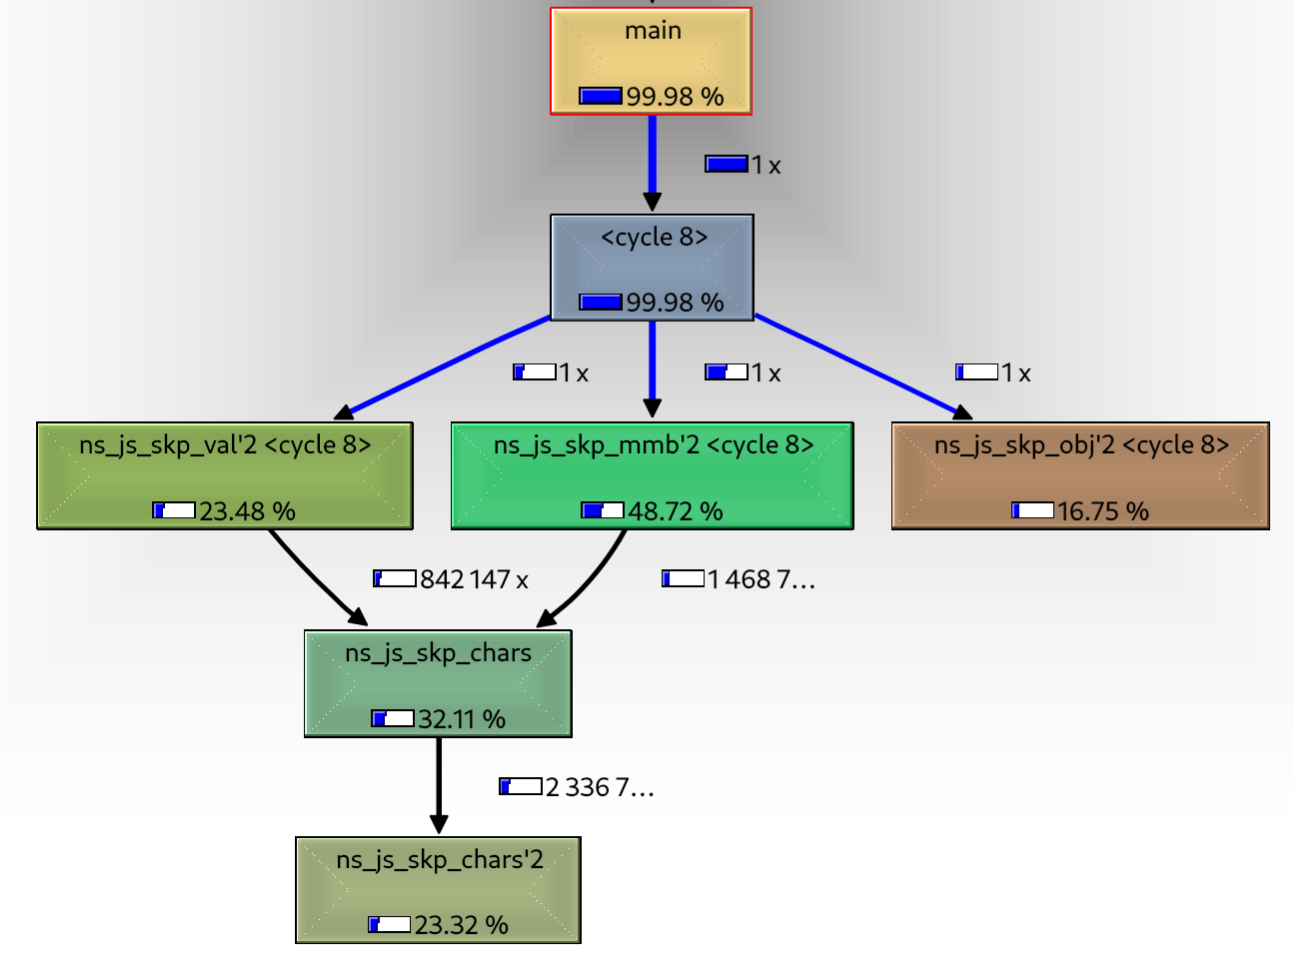 main
99.98 %
1 x
<cycle 8>
99.98 %
1 x
1 x
1 x
ns_js_skp_val'2 <cycle 8>
23.48 %
ns_js_skp_mmb'2 <cycle 8>
48.72 %
ns_js_skp_obj'2 <cycle 8>
16.75 %
842 147 x
1 468 7...
ns_js_skp_chars
32.11 %
2 336 7...
ns_js_skp_chars'2
23.32 %